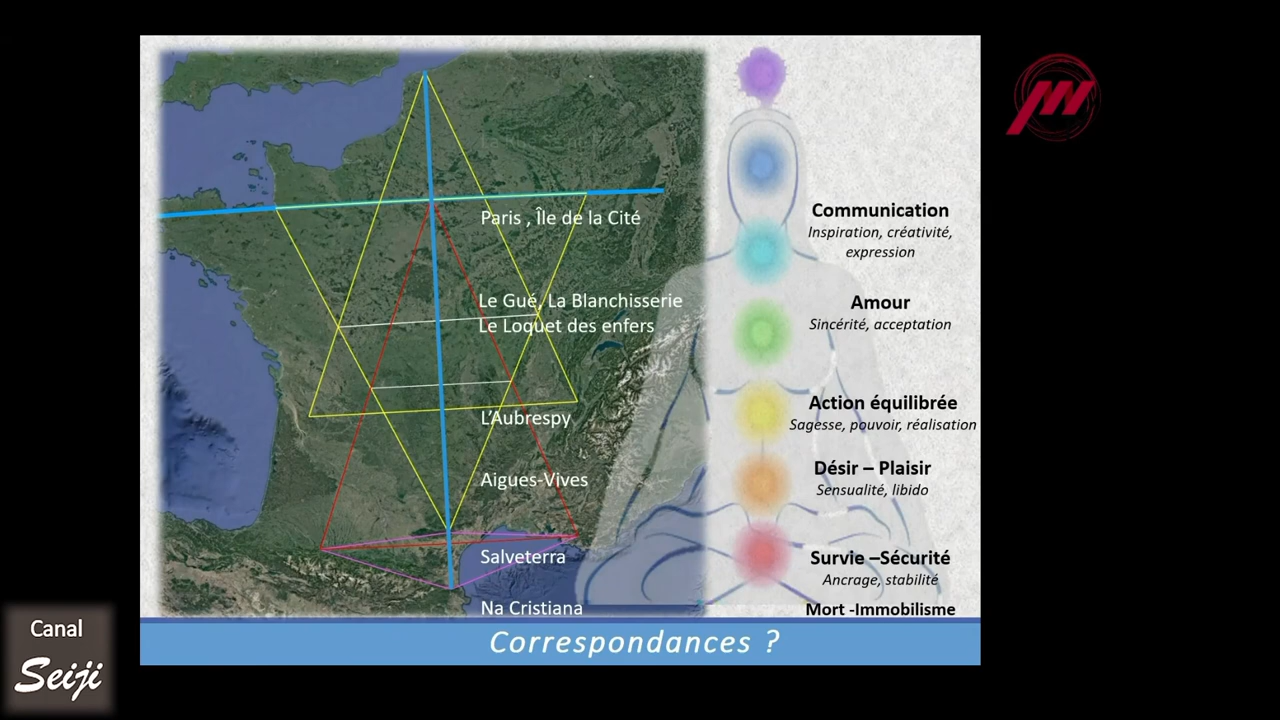 Paris , Île de la Cité
Communication
Inspiration, créativité,
expression
Le Gué, La Blanchisserie
Le Loquet des enfers
Amour
Sincérité, acceptation
L'Aubrespy
Action équilibrée
Sagesse, pouvoir, réalisation
Aigues-Vives
Désir – Plaisir
Sensualité, libido
Salveterra
Survie –Sécurité
Ancrage, stabilité
Na Cristiana
Mort -Immobilisme
Correspondances ?
Canal
Seiji